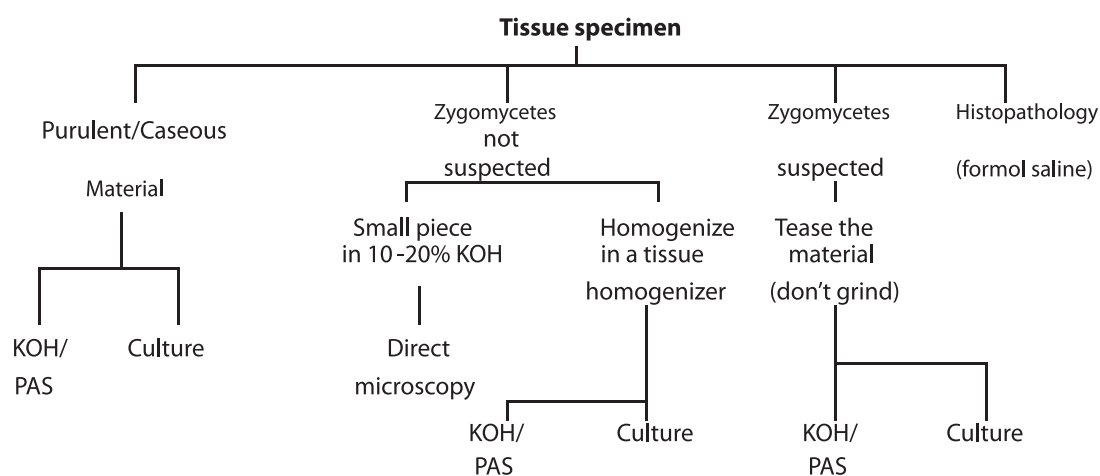 Tissue specimen
Purulent/Caseous
Material
KOH/
PAS
Culture
Zygomycetes
not
suspected
Small piece
in 10-20% KOH
Direct
microscopy
Homogenize
in a tissue
homogenizer
KOH/
PAS
Culture
Zygomycetes
suspected
Tease the
material
(don't grind)
KOH/
PAS
Culture
Histopathology
(formol saline)